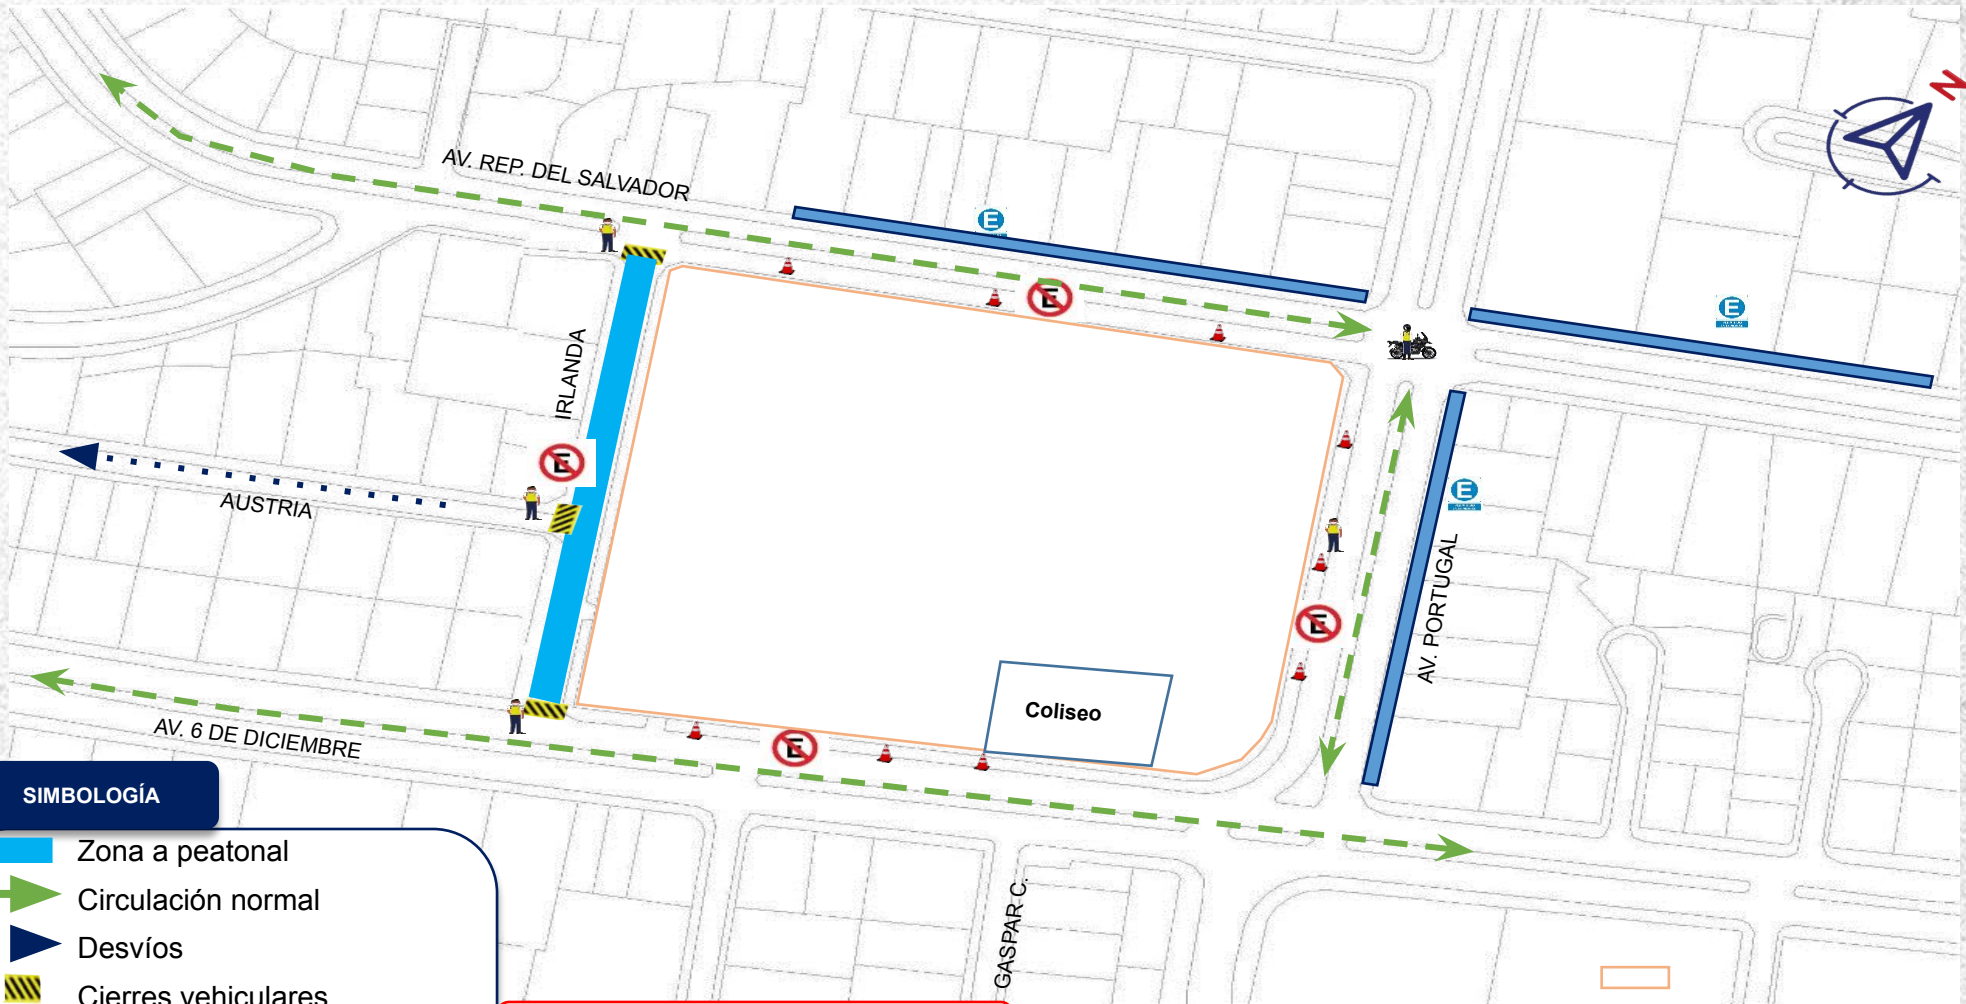 N
AV. REP. DEL SALVADOR
E
E
E
IRLANDA
E
AUSTRIA
E
AV. PORTUGAL
E
E
Coliseo
AV. 6 DE DICIEMBRE
GASPAR C.
SIMBOLOGÍA
Zona a peatonal
Circulación normal
Desvíos
Cierres vehiculares